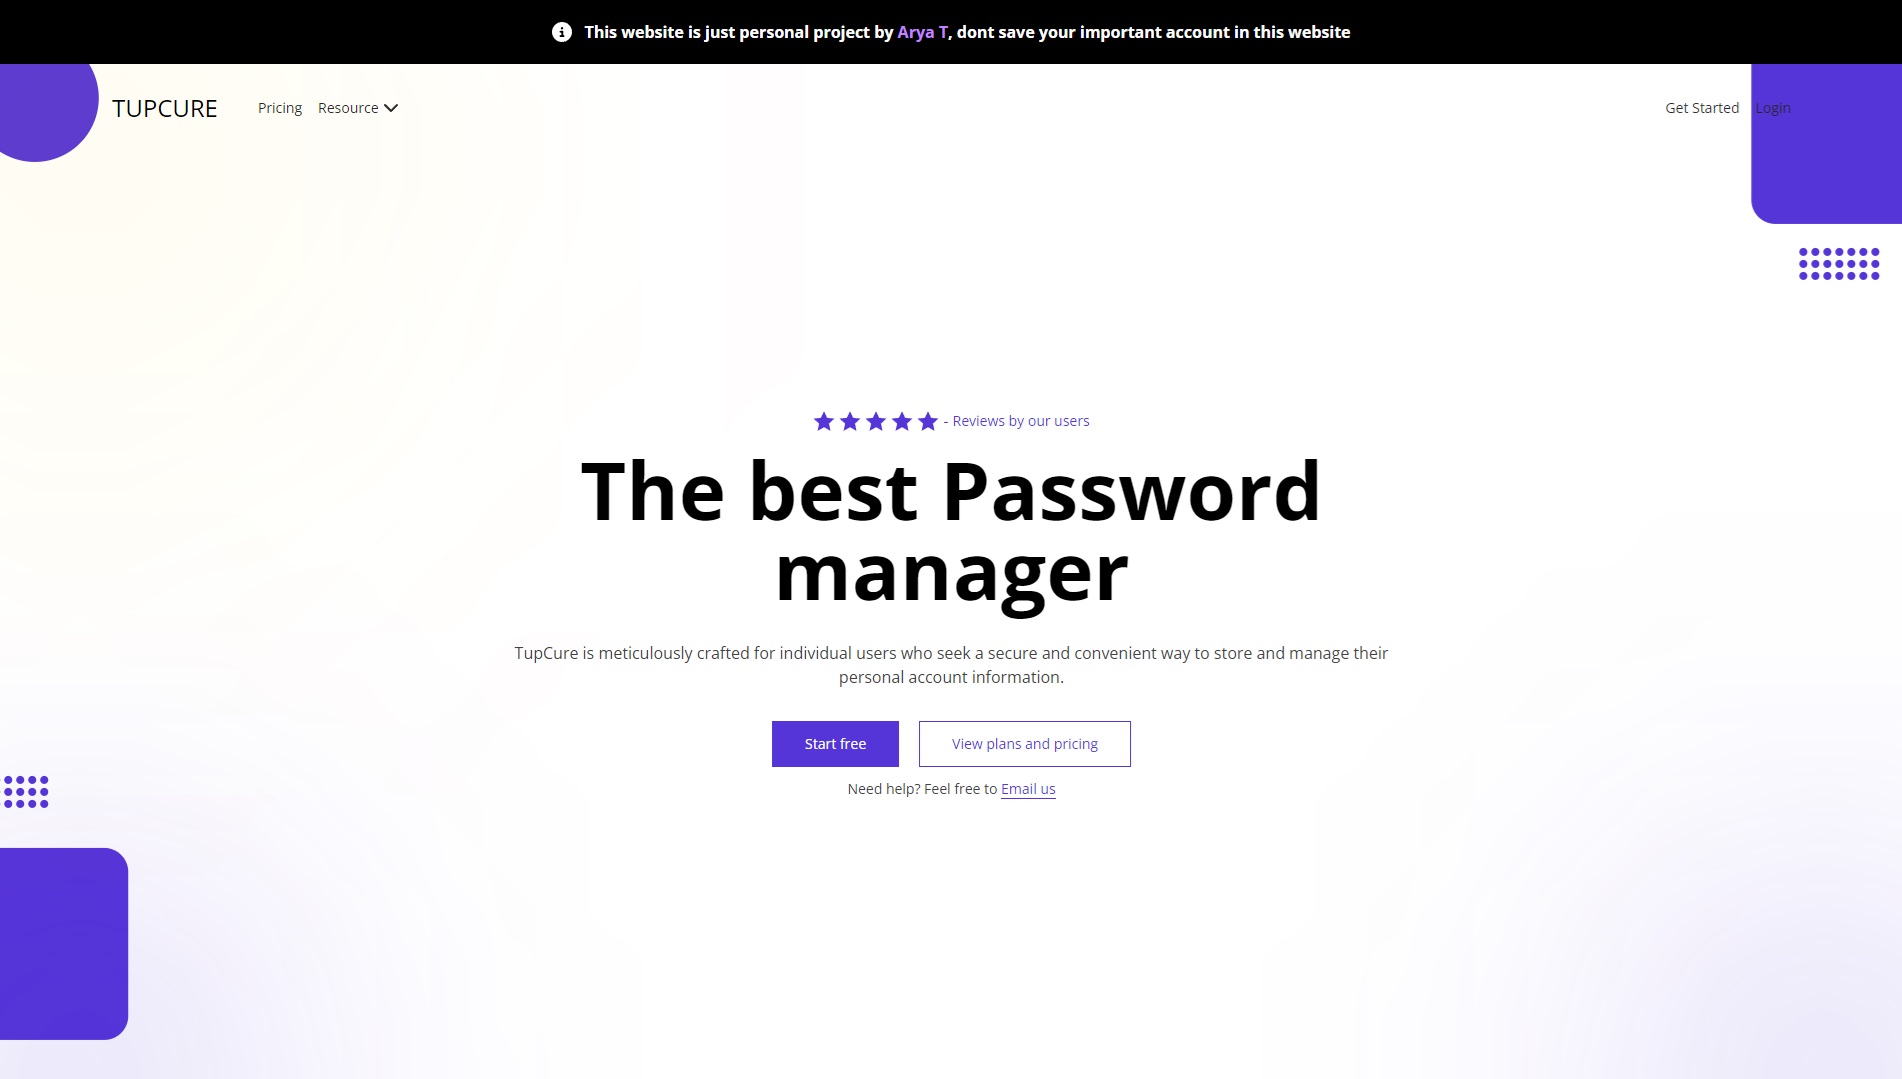 This website is just personal project by Arya T, dont save your important account in this website
TUPCURE
Pricing
Resource
Get Started
Login
- Reviews by our users
The best Password
manager
TupCure is meticulously crafted for individual users who seek a secure and convenient way to store and manage their
personal account information.
Start free
View plans and pricing
Need help? Feel free to Email us